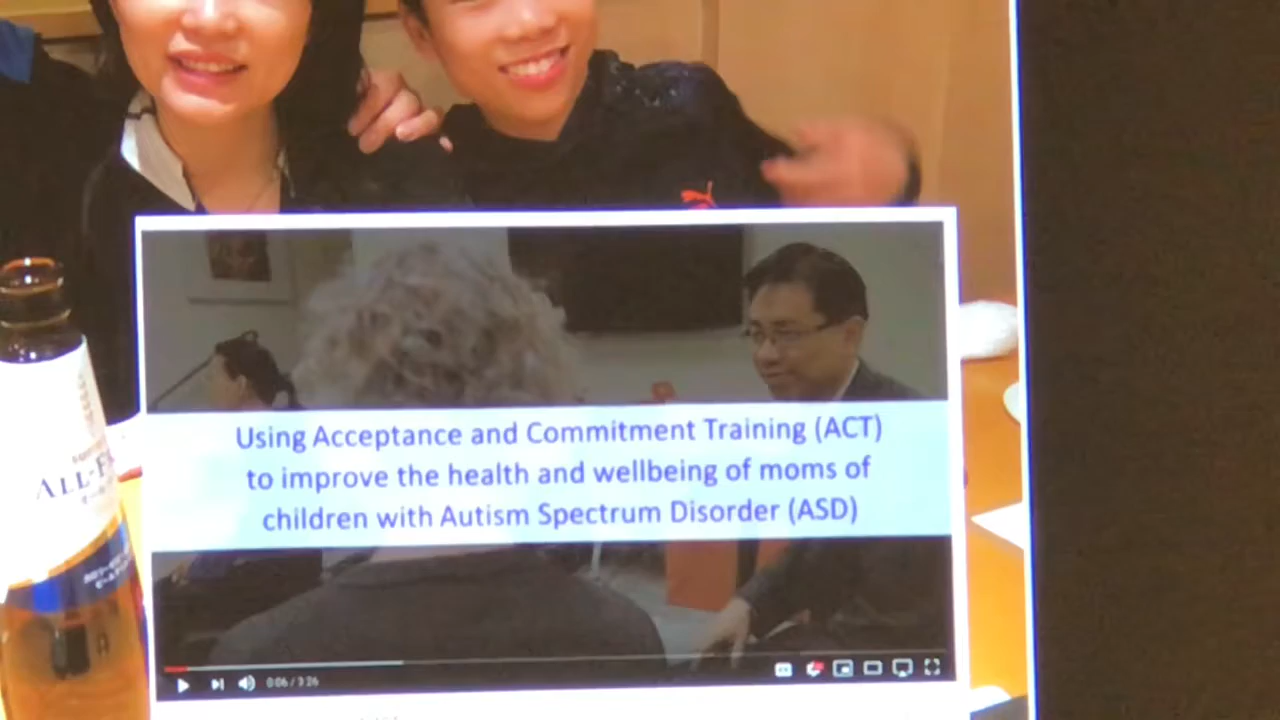 Using Acceptance and Commitment Training (ACT)
to improve the health and wellbeing of moms of
children with Autism Spectrum Disorder (ASD)
ALL-F
0:06 / 3:26